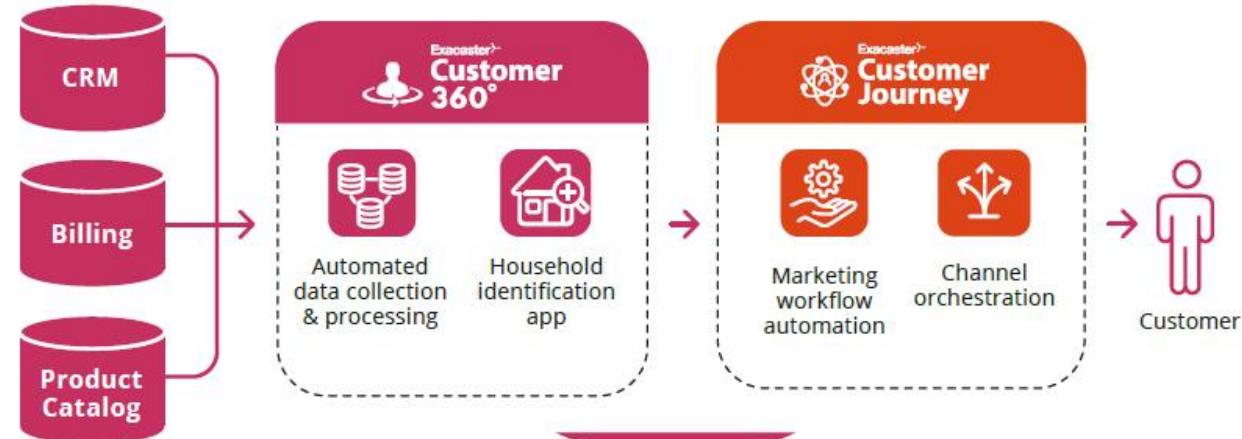 CRM
Billing
Product
Catalog
Exacaster
Customer
360°
Automated
data collection
& processing
Household
identification
app
Exacaster
Customer
Journey
Marketing
workflow
automation
Channel
orchestration
Customer